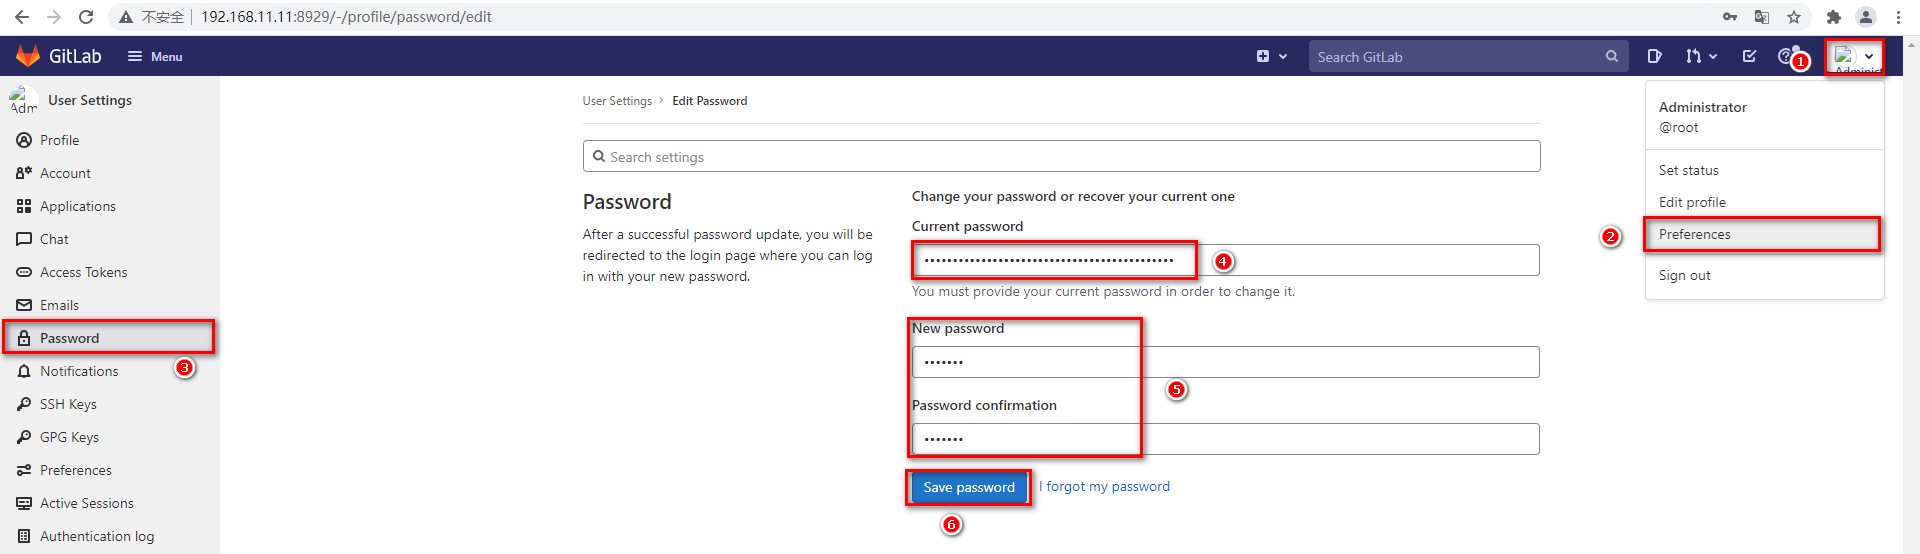 不安全 192.168.11.11:8929/-/profile/password/edit
GitLab Menu Search GitLab 1
Administ
Adm User Settings
Profile
Account
Applications
Chat
Access Tokens
Emails
Password
3
Notifications
SSH Keys
GPG Keys
Preferences
Active Sessions
Authentication log
User Settings > Edit Password
Search settings
Password
After a successful password update, you will be
redirected to the login page where you can log
in with your new password.
Change your password or recover your current one
Current password
4
You must provide your current password in order to change it.
New password
5
Password confirmation
Save password I forgot my password
6
Administrator
@root
Set status
Edit profile
2 Preferences
Sign out